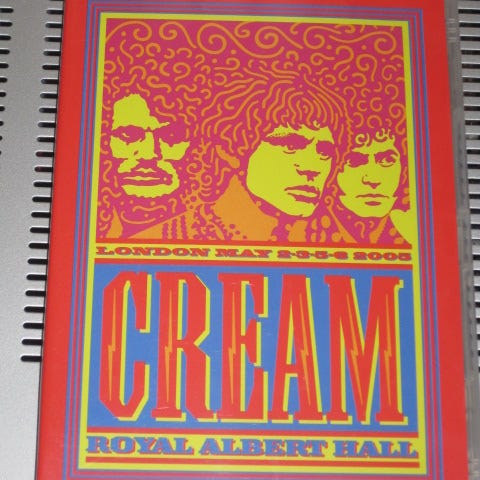 LONDON MAY 2-3-5-6 2005
CREAM
ROYAL ALBERT HALL